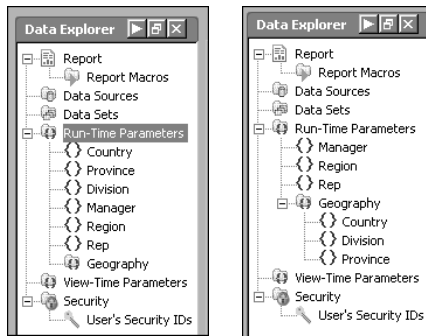 Data Explorer
Report
Report Macros
Data Sources
Data Sets
Run-Time Parameters
Country
Province
Division
Manager
Region
Rep
Geography
View-Time Parameters
Security
User's Security IDs
Data Explorer
Report
Report Macros
Data Sources
Data Sets
Run-Time Parameters
Manager
Region
Rep
Geography
Country
Division
Province
View-Time Parameters
Security
User's Security IDs